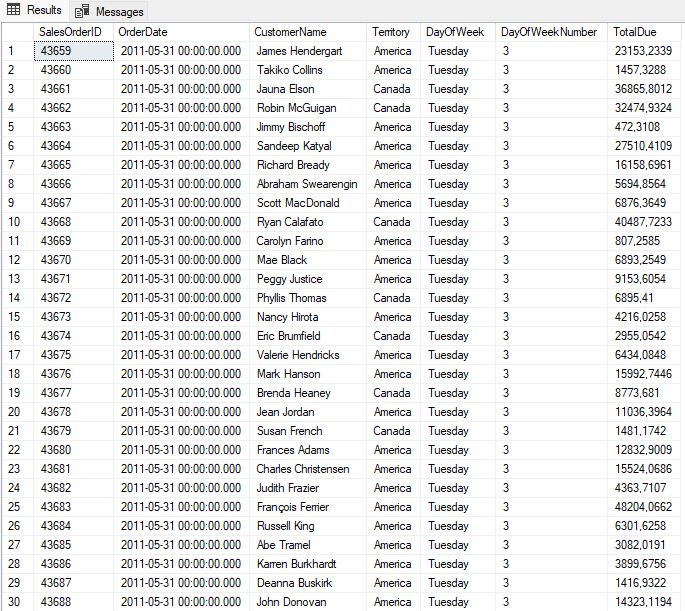 Results Messages
SalesOrderID OrderDate CustomerName Territory DayOfWeek DayOfWeekNumber TotalDue
1 43659 2011-05-31 00:00:00.000 James Hendergart America Tuesday 3 23153,2339
2 43660 2011-05-31 00:00:00.000 Takiko Collins America Tuesday 3 1457,3288
3 43661 2011-05-31 00:00:00.000 Jauna Elson Canada Tuesday 3 36865,8012
4 43662 2011-05-31 00:00:00.000 Robin McGuigan Canada Tuesday 3 32474,9324
5 43663 2011-05-31 00:00:00.000 Jimmy Bischoff America Tuesday 3 472,3108
6 43664 2011-05-31 00:00:00.000 Sandeep Katyal America Tuesday 3 27510,4109
7 43665 2011-05-31 00:00:00.000 Richard Bready America Tuesday 3 16158,6961
8 43666 2011-05-31 00:00:00.000 Abraham Swearengin America Tuesday 3 5694,8564
9 43667 2011-05-31 00:00:00.000 Scott MacDonald America Tuesday 3 6876,3649
10 43668 2011-05-31 00:00:00.000 Ryan Calafato Canada Tuesday 3 40487,7233
11 43669 2011-05-31 00:00:00.000 Carolyn Farino America Tuesday 3 807,2585
12 43670 2011-05-31 00:00:00.000 Mae Black America Tuesday 3 6893,2549
13 43671 2011-05-31 00:00:00.000 Peggy Justice America Tuesday 3 9153,6054
14 43672 2011-05-31 00:00:00.000 Phyllis Thomas Canada Tuesday 3 6895,41
15 43673 2011-05-31 00:00:00.000 Nancy Hirota America Tuesday 3 4216,0258
16 43674 2011-05-31 00:00:00.000 Eric Brumfield Canada Tuesday 3 2955,0542
17 43675 2011-05-31 00:00:00.000 Valerie Hendricks America Tuesday 3 6434,0848
18 43676 2011-05-31 00:00:00.000 Mark Hanson America Tuesday 3 15992,7446
19 43677 2011-05-31 00:00:00.000 Brenda Heaney Canada Tuesday 3 8773,681
20 43678 2011-05-31 00:00:00.000 Jean Jordan America Tuesday 3 11036,3964
21 43679 2011-05-31 00:00:00.000 Susan French Canada Tuesday 3 1481,1742
22 43680 2011-05-31 00:00:00.000 Frances Adams America Tuesday 3 12832,9009
23 43681 2011-05-31 00:00:00.000 Charles Christensen America Tuesday 3 15524,0686
24 43682 2011-05-31 00:00:00.000 Judith Frazier America Tuesday 3 4363,7107
25 43683 2011-05-31 00:00:00.000 François Ferrier America Tuesday 3 48204,0662
26 43684 2011-05-31 00:00:00.000 Russell King America Tuesday 3 6301,6258
27 43685 2011-05-31 00:00:00.000 Abe Tramel America Tuesday 3 3082,0191
28 43686 2011-05-31 00:00:00.000 Karren Burkhardt America Tuesday 3 3899,6756
29 43687 2011-05-31 00:00:00.000 Deanna Buskirk America Tuesday 3 1416,9322
30 43688 2011-05-31 00:00:00.000 John Donovan America Tuesday 3 14323,1194